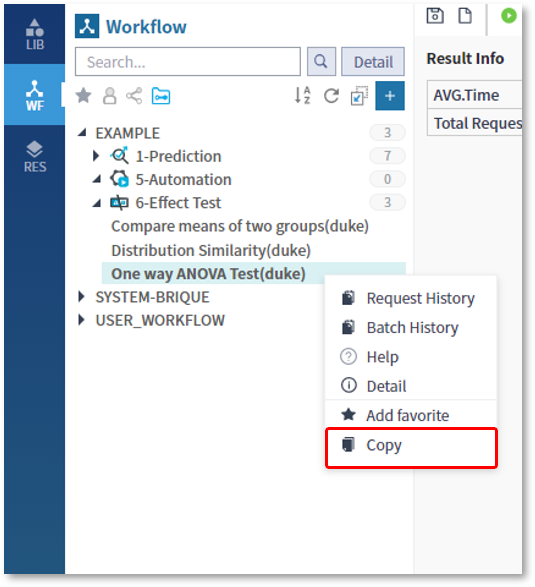 LIB
WF
RES
Workflow
Search...
Detail
EXAMPLE 3
1-Prediction 7
5-Automation 0
6-Effect Test 3
Compare means of two groups(duke)
Distribution Similarity(duke)
One way ANOVA Test(duke)
SYSTEM-BRIQUE
USER_WORKFLOW
Request History
Batch History
Help
Detail
Add favorite
Copy
Result Info
AVG.Time
Total Reques